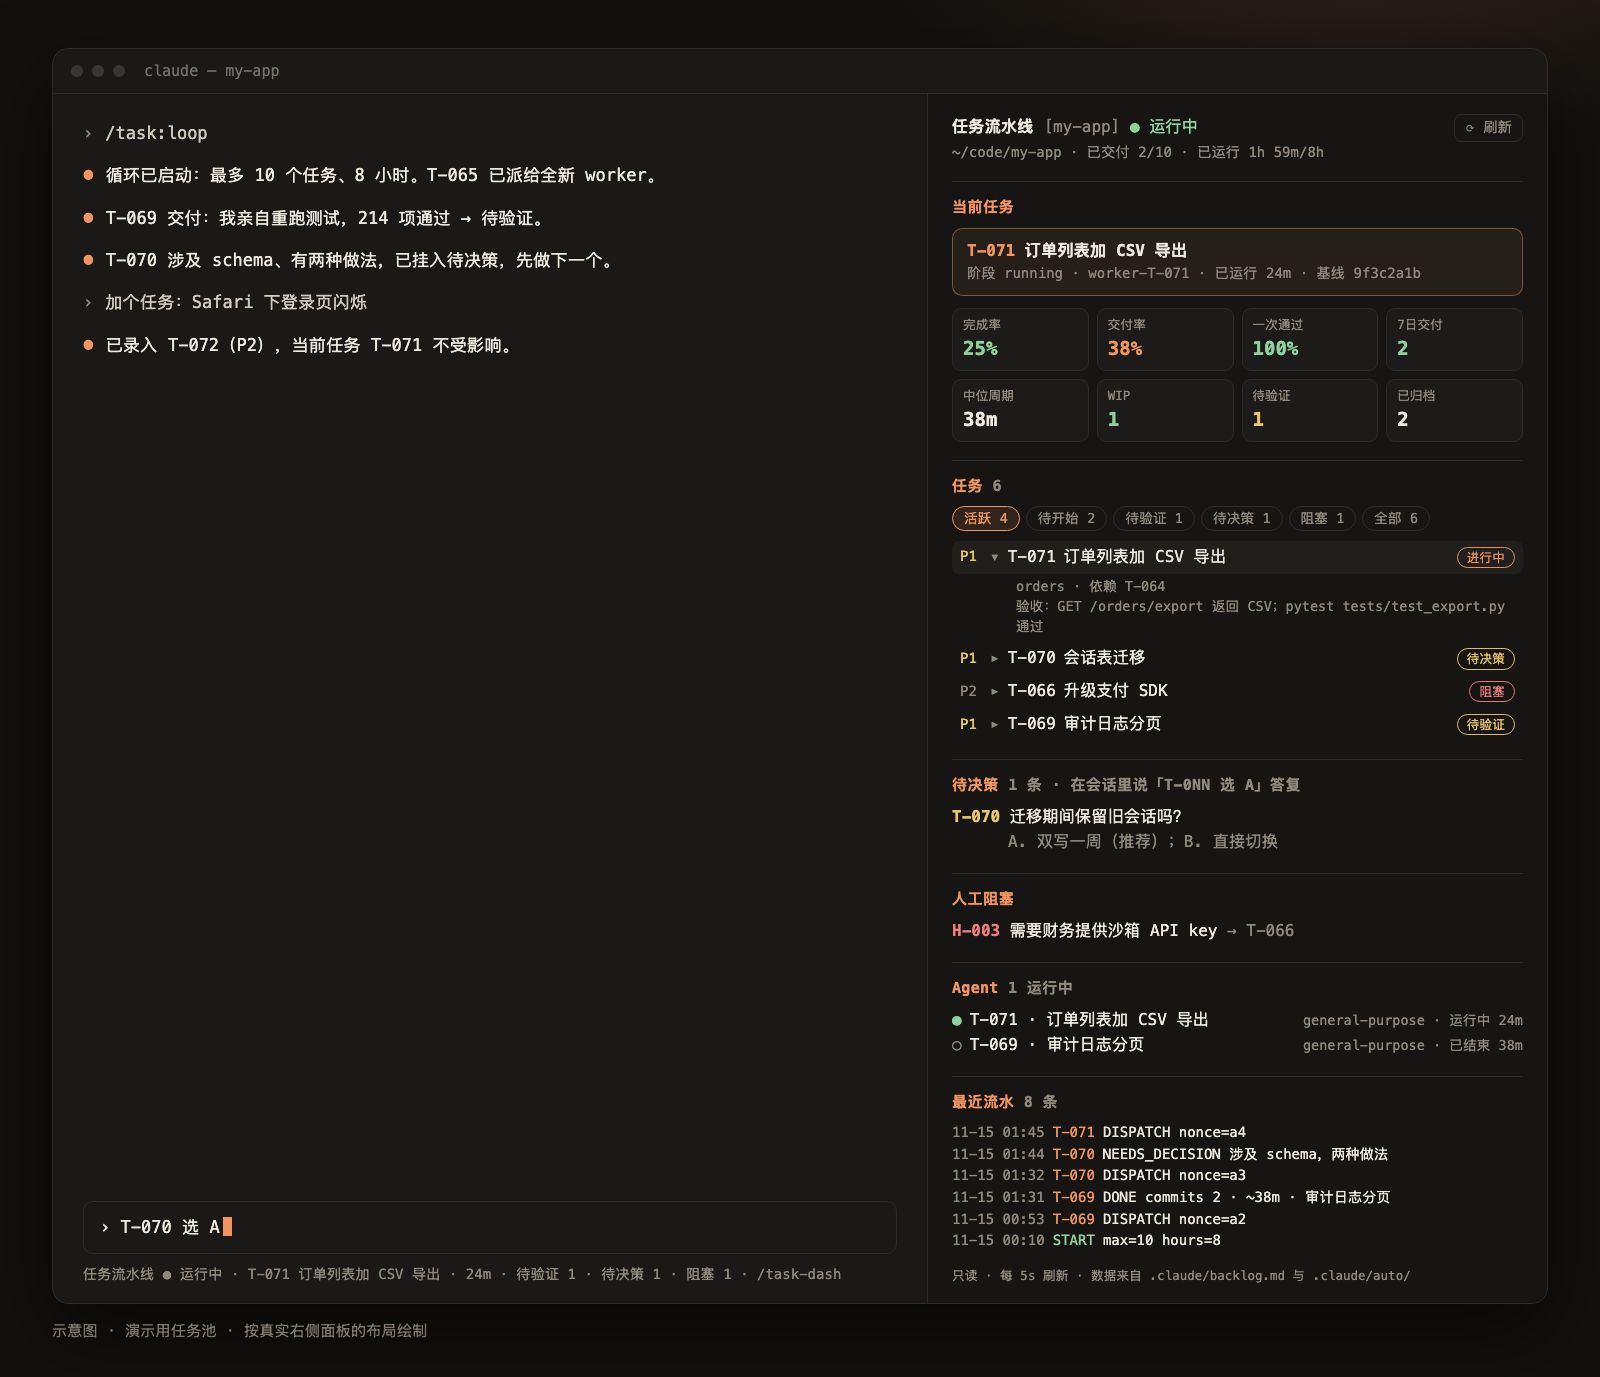 claude — my-app
› /task:loop
循环已启动：最多 10 个任务、8 小时。T-065 已派给全新 worker。
T-069 交付：我亲自重跑测试，214 项通过 → 待验证。
T-070 涉及 schema、有两种做法，已挂入待决策，先做下一个。
› 加个任务：Safari 下登录页闪烁
已录入 T-072（P2），当前任务 T-071 不受影响。
› T-070 选 A
任务流水线 ● 运行中 · T-071 订单列表加 CSV 导出 · 24m · 待验证 1 · 待决策 1 · 阻塞 1 · /task-dash
任务流水线 [my-app] ● 运行中
⟳ 刷新
~/code/my-app · 已交付 2/10 · 已运行 1h 59m/8h
当前任务
T-071 订单列表加 CSV 导出
阶段 running · worker-T-071 · 已运行 24m · 基线 9f3c2a1b
完成率 交付率 一次通过 7日交付
25% 38% 100% 2
中位周期 WIP 待验证 已归档
38m 1 1 2
任务 6
活跃 4 待开始 2 待验证 1 待决策 1 阻塞 1 全部 6
P1 ▾ T-071 订单列表加 CSV 导出 进行中
orders · 依赖 T-064
验收：GET /orders/export 返回 CSV；pytest tests/test_export.py
通过
P1 ▸ T-070 会话表迁移 待决策
P2 ▸ T-066 升级支付 SDK 阻塞
P1 ▸ T-069 审计日志分页 待验证
待决策 1 条 · 在会话里说「T-0NN 选 A」答复
T-070 迁移期间保留旧会话吗？
A. 双写一周（推荐）；B. 直接切换
人工阻塞
H-003 需要财务提供沙箱 API key → T-066
Agent 1 运行中
● T-071 · 订单列表加 CSV 导出 general-purpose · 运行中 24m
○ T-069 · 审计日志分页 general-purpose · 已结束 38m
最近流水 8 条
11-15 01:45 T-071 DISPATCH nonce=a4
11-15 01:44 T-070 NEEDS_DECISION 涉及 schema，两种做法
11-15 01:32 T-070 DISPATCH nonce=a3
11-15 01:31 T-069 DONE commits 2 · ~38m · 审计日志分页
11-15 00:53 T-069 DISPATCH nonce=a2
11-15 00:10 START max=10 hours=8
只读 · 每 5s 刷新 · 数据来自 .claude/backlog.md 与 .claude/auto/
示意图 · 演示用任务池 · 按真实右侧面板的布局绘制